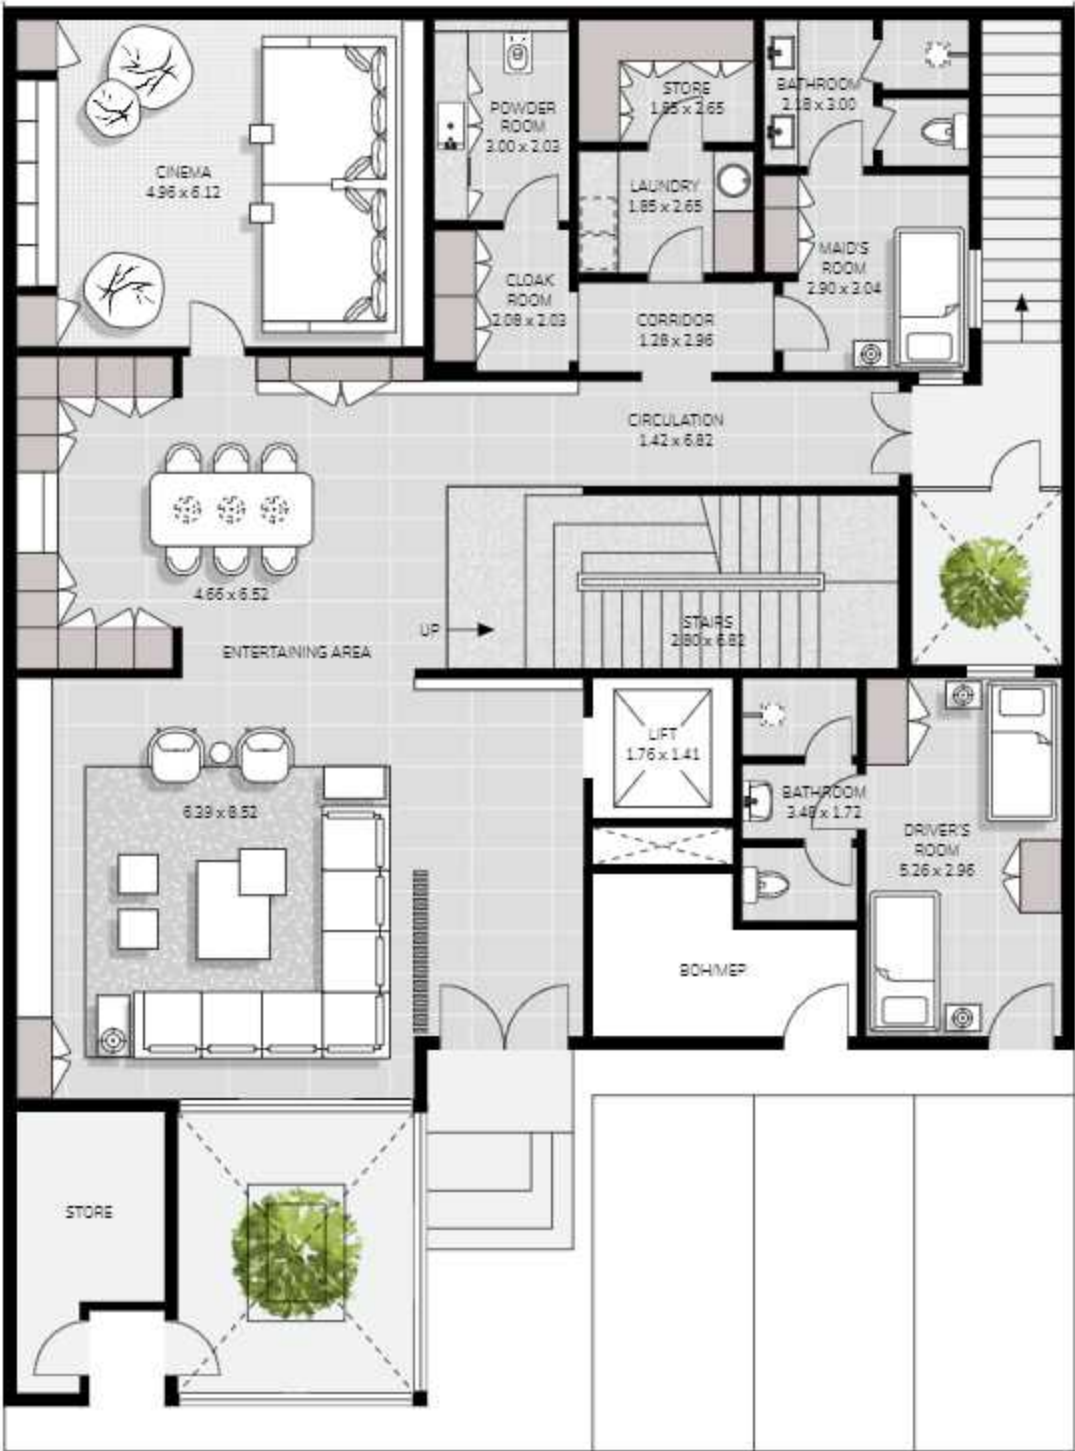 CINEMA
4.96 x 6.12
POWDER
ROOM
3.00 x 2.03
STORE
1.85 x 2.65
BATHROOM
2.18 x 3.00
LAUNDRY
1.85 x 2.65
CLOAK
ROOM
2.08 x 2.03
MAID'S
ROOM
2.90 x 3.04
CORRIDOR
1.28 x 2.96
CIRCULATION
1.42 x 6.82
4.66 x 6.52
UP
STAIRS
2.80 x 6.82
ENTERTAINING AREA
LIFT
1.76 x 1.41
6.39 x 8.52
BATHROOM
3.48 x 1.72
DRIVER'S
ROOM
5.26 x 2.96
BOH/MEP
STORE